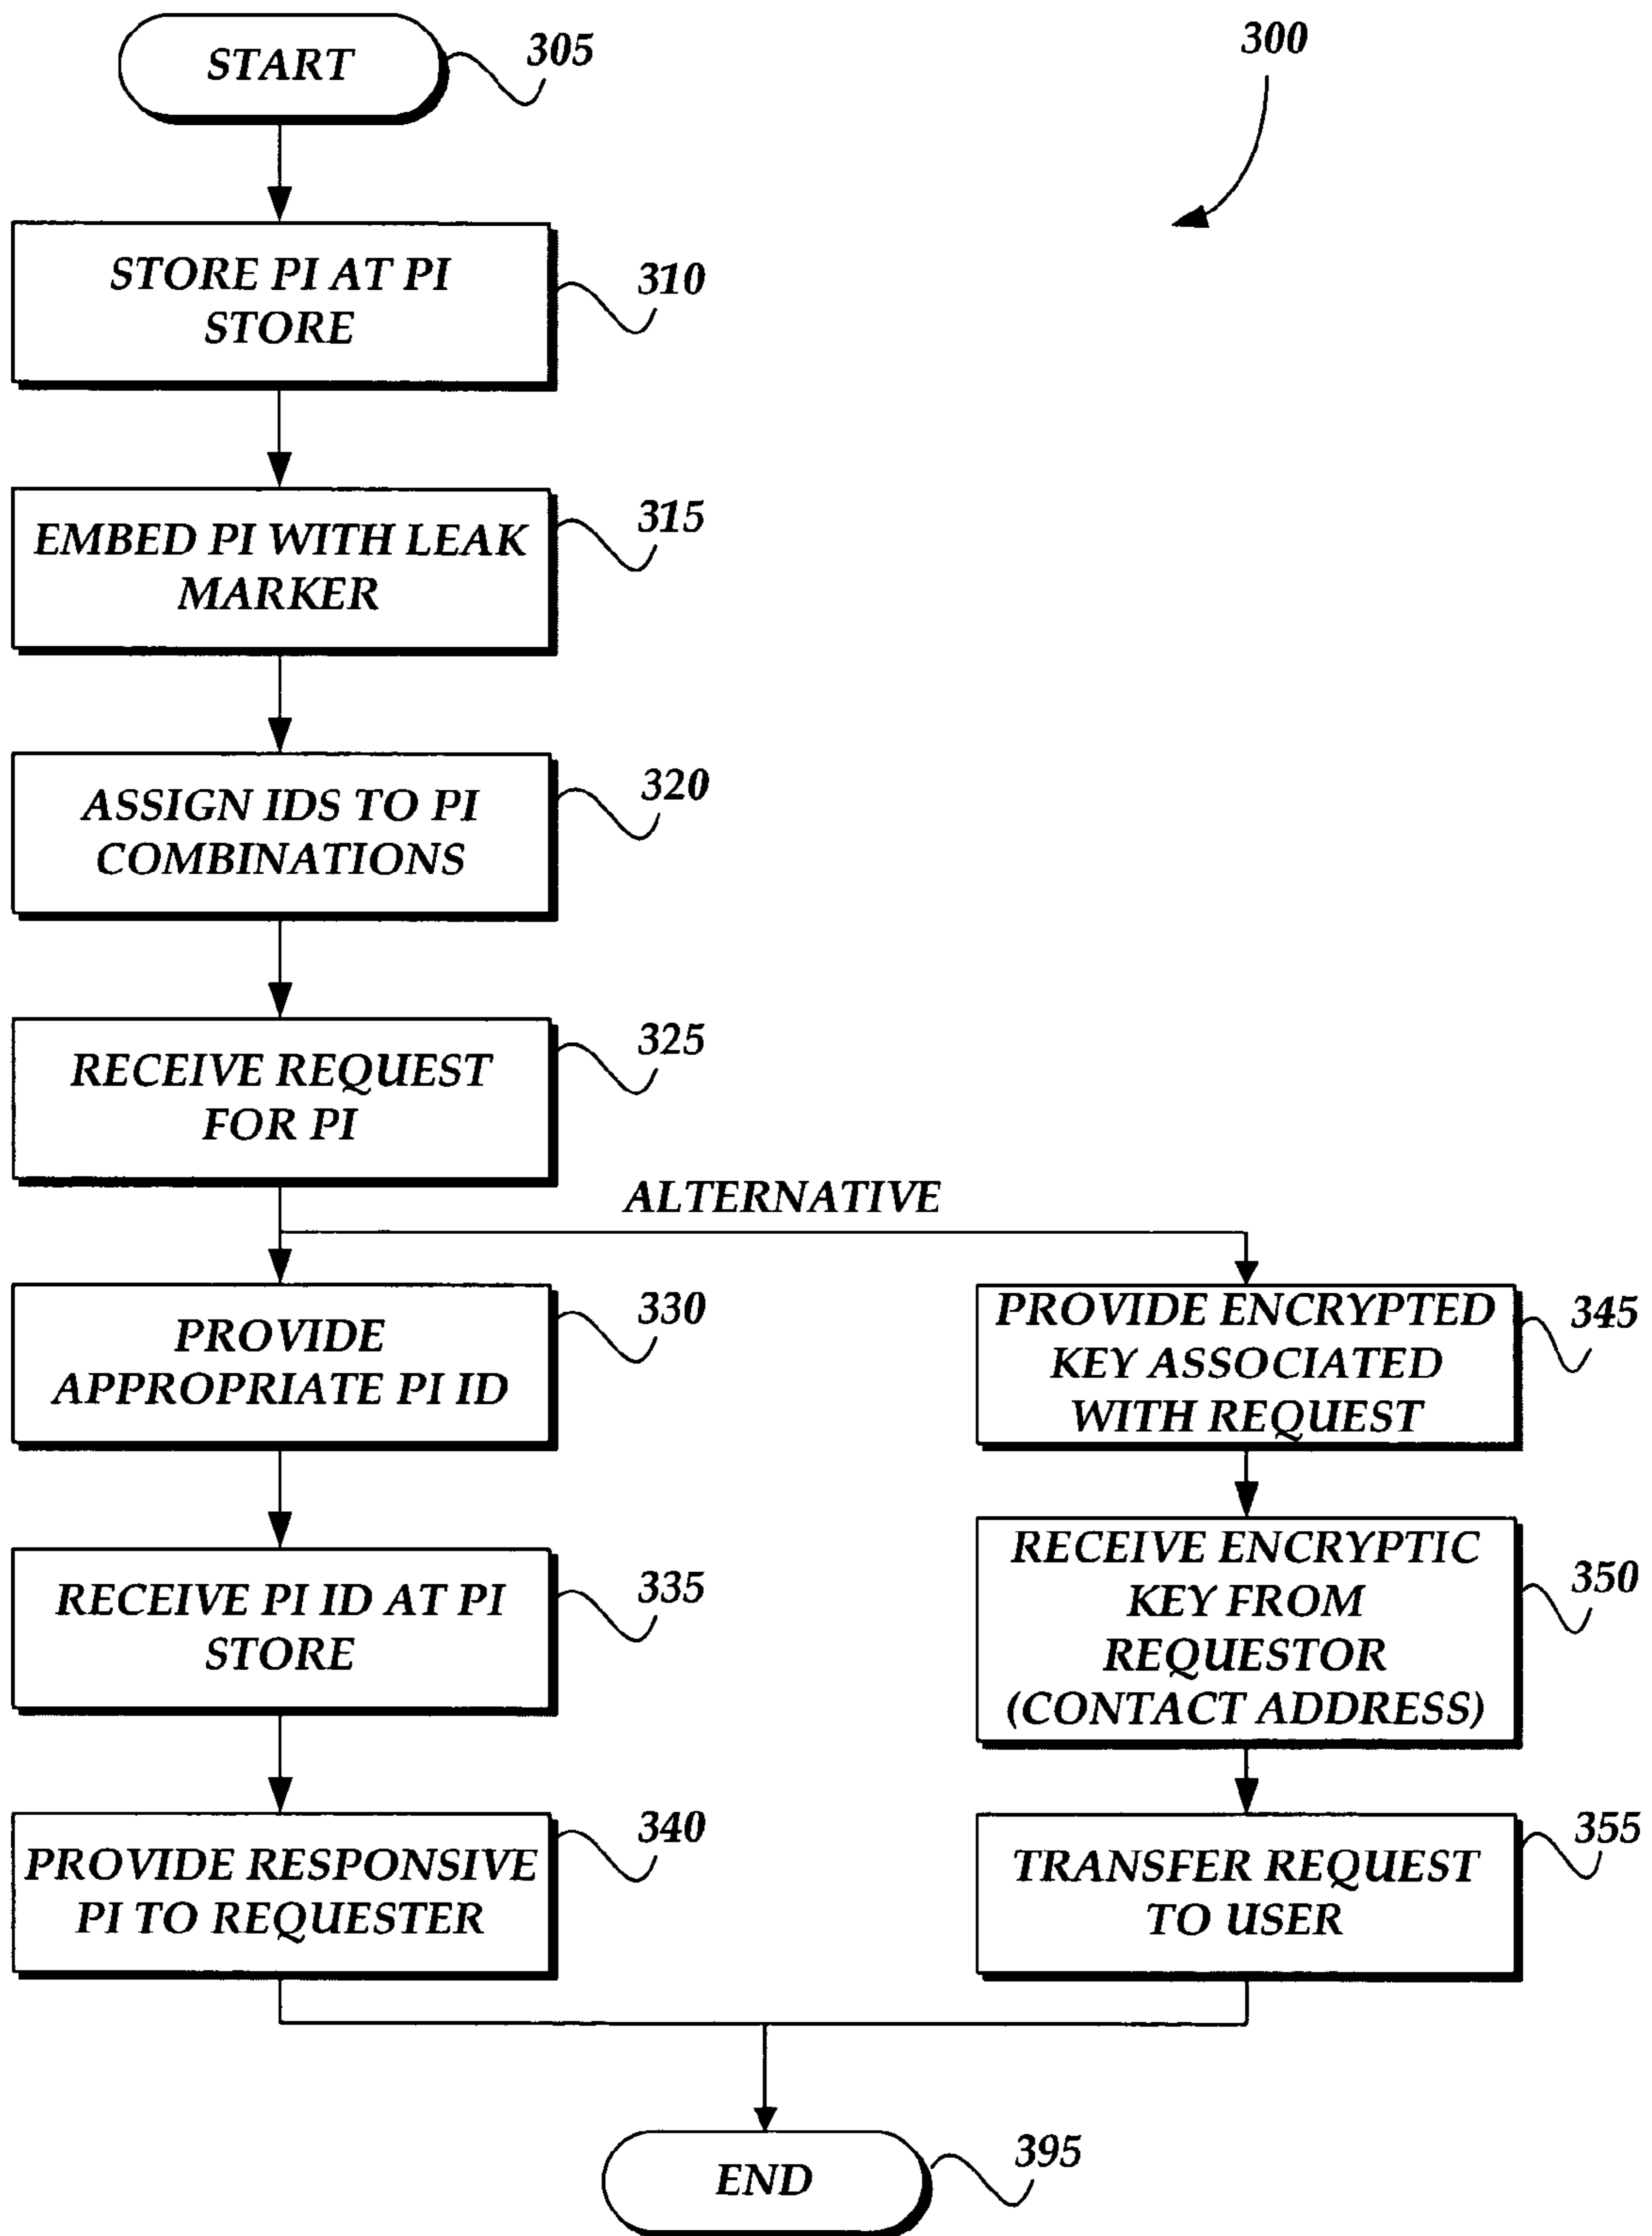 START
305
300
STORE PI AT PI
STORE
310
EMBED PI WITH LEAK
MARKER
315
ASSIGN IDS TO PI
COMBINATIONS
320
RECEIVE REQUEST
FOR PI
325
ALTERNATIVE
PROVIDE
APPROPRIATE PI ID
330
RECEIVE PI ID AT PI
STORE
335
PROVIDE RESPONSIVE
PI TO REQUESTER
340
PROVIDE ENCRYPTED
KEY ASSOCIATED
WITH REQUEST
345
RECEIVE ENCRYPTIC
KEY FROM
REQUESTOR
(CONTACT ADDRESS)
350
TRANSFER REQUEST
TO USER
355
END
395